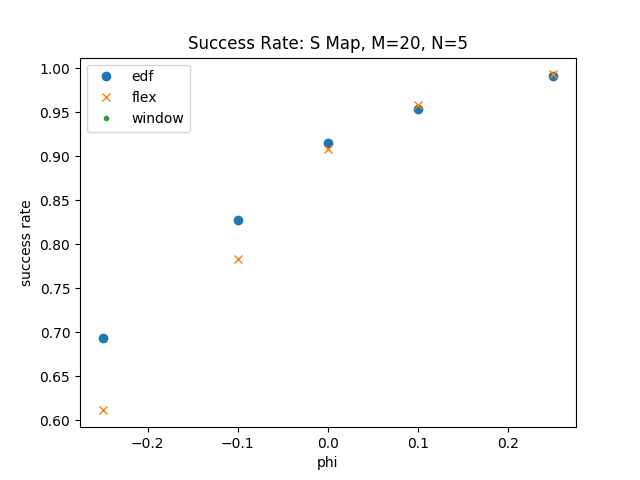 Success Rate: S Map, M=20, N=5
edf
flex
window
success rate
1.00
0.95
0.90
0.85
0.80
0.75
0.70
0.65
0.60
−0.2
−0.1
0.0
0.1
0.2
phi